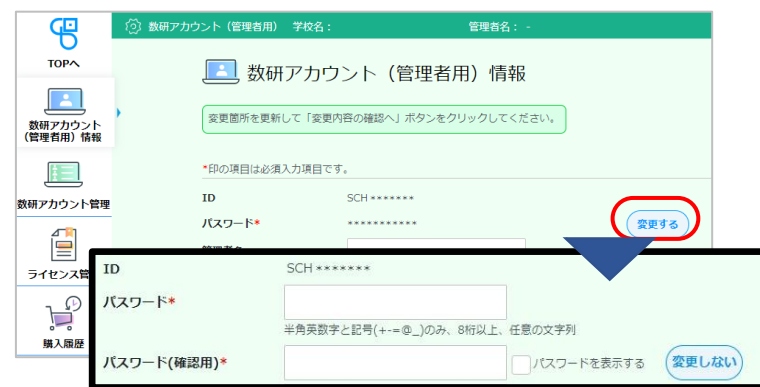 数研アカウント（管理者用） 学校名： 管理者名： -
TOPへ
数研アカウント
（管理者用）情報
数研アカウント管理
ライセンス管
購入履歴
数研アカウント（管理者用）情報
変更箇所を更新して「変更内容の確認へ」ボタンをクリックしてください。
*印の項目は必須入力項目です。
ID SCH*******
パスワード* ***********
変更する
ID SCH*******
パスワード*
半角英数字と記号(+-=@_)のみ、8桁以上、任意の文字列
パスワード(確認用)* パスワードを表示する 変更しない